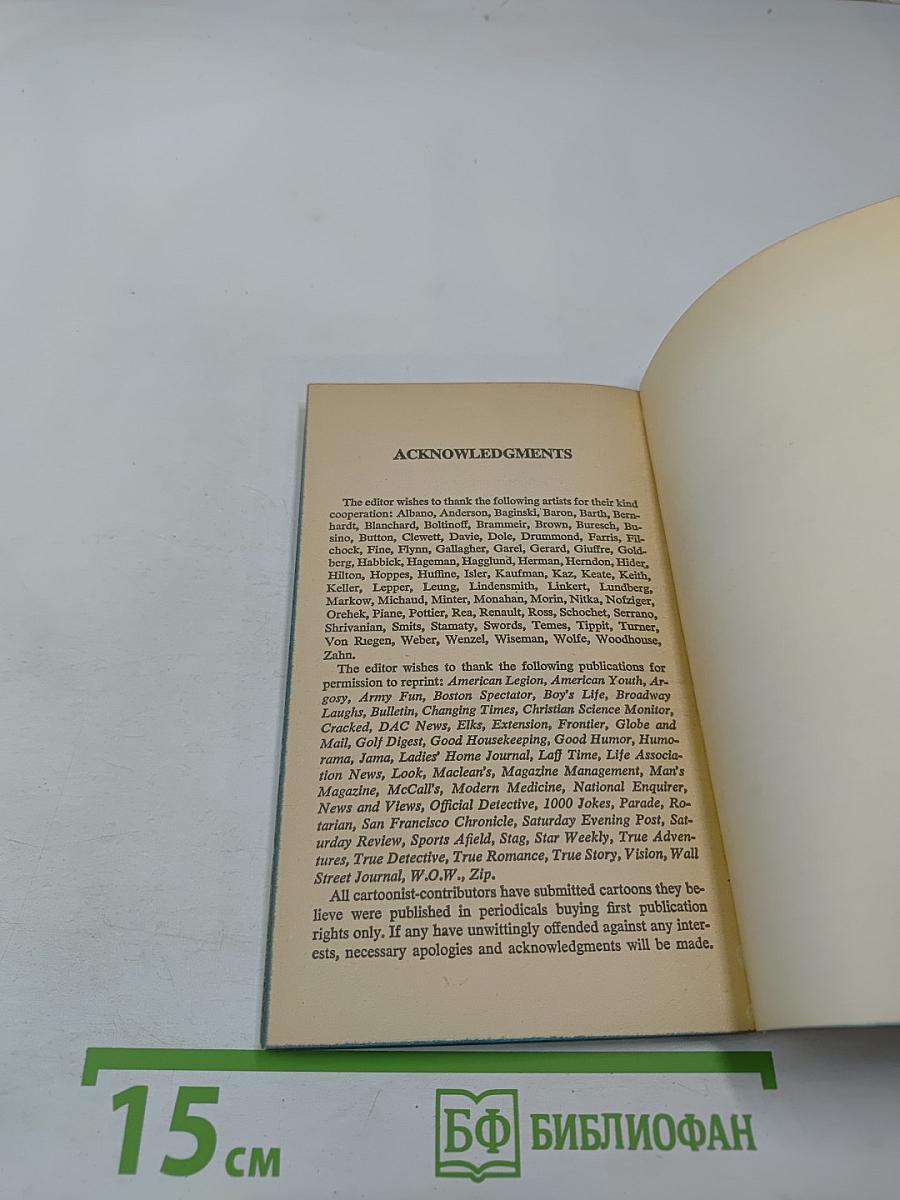 ACKNOWLEDGMENTS
The editor wishes to thank the following artists for their kind
cooperation: Albano, Anderson, Baginski, Baron, Barth, Bern-
hardt, Blanchard, Boltinoff, Brammeir, Brown, Buresch, Bu-
sino, Button, Clewett, Davie, Dole, Drummond, Farris, Fil-
chock, Fine, Flynn, Gallagher, Garel, Gerard, Giuffre, Gold-
berg, Habbick, Hageman, Hagglund, Herman, Herndon, Hider,
Hilton, Hoppes, Huffine, Isler, Kaufman, Kaz, Keate, Keith,
Keller, Lepper, Leung, Lindensmith, Linkert, Lundberg,
Markow, Michaud, Minter, Monahan, Morin, Nitka, Nofziger,
Orehek, Piane, Pottier, Rea, Renault, Ross, Schochet, Serrano,
Shrivanian, Smits, Stamaty, Swords, Temes, Tippit, Turner,
Von Riegen, Weber, Wenzel, Wiseman, Wolfe, Woodhouse,
Zahn.
The editor wishes to thank the following publications for
permission to reprint: American Legion, American Youth, Ar-
gosy, Army Fun, Boston Spectator, Boy's Life, Broadway
Laughs, Bulletin, Changing Times, Christian Science Monitor,
Cracked, DAC News, Elks, Extension, Frontier, Globe and
Mail, Golf Digest, Good Housekeeping, Good Humor, Humo-
rama, Jama, Ladies' Home Journal, Laff Time, Life Associa-
tion News, Look, Maclean's, Magazine Management, Man's
Magazine, McCall's, Modern Medicine, National Enquirer,
News and Views, Official Detective, 1000 Jokes, Parade, Ro-
tarian, San Francisco Chronicle, Saturday Evening Post, Sat-
urday Review, Sports Afield, Stag, Star Weekly, True Adven-
tures, True Detective, True Romance, True Story, Vision, Wall
Street Journal, W.O.W., Zip.
All cartoonist-contributors have submitted cartoons they be-
lieve were published in periodicals buying first publication
rights only. If any have unwittingly offended against any inter-
ests, necessary apologies and acknowledgments will be made.
15 см
БФ БИБЛИОФАН